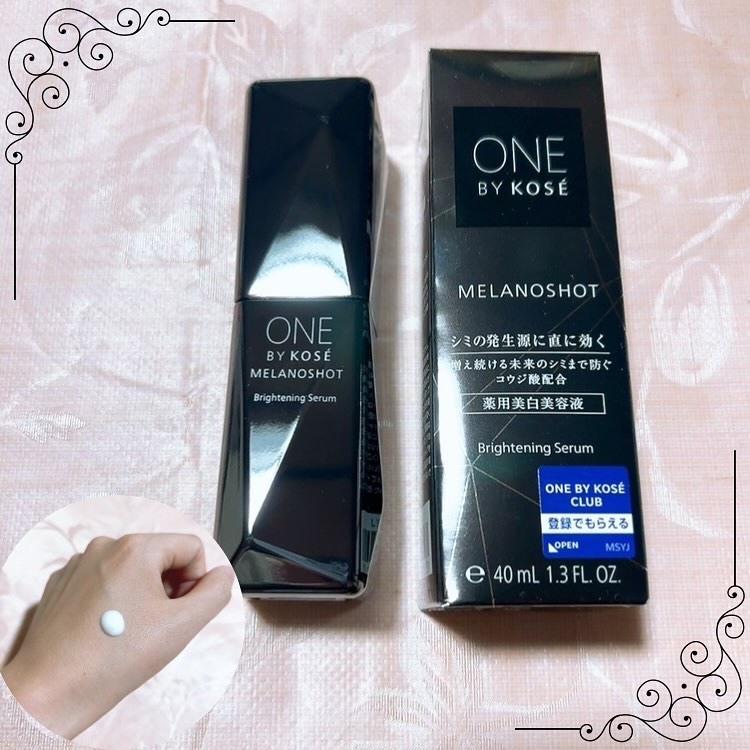 ONE
BY KOSÉ
MELANOSHOT
Brightening Serum
ONE
BY KOSÉ
MELANOSHOT
シミの発生源に直に効く
増え続ける未来のシミまで防ぐ
コウジ酸配合
薬用美白美容液
Brightening Serum
ONE BY KOSÉ
CLUB
登録でもらえる
OPEN MSYJ
℮ 40 mL 1.3 FL. OZ.